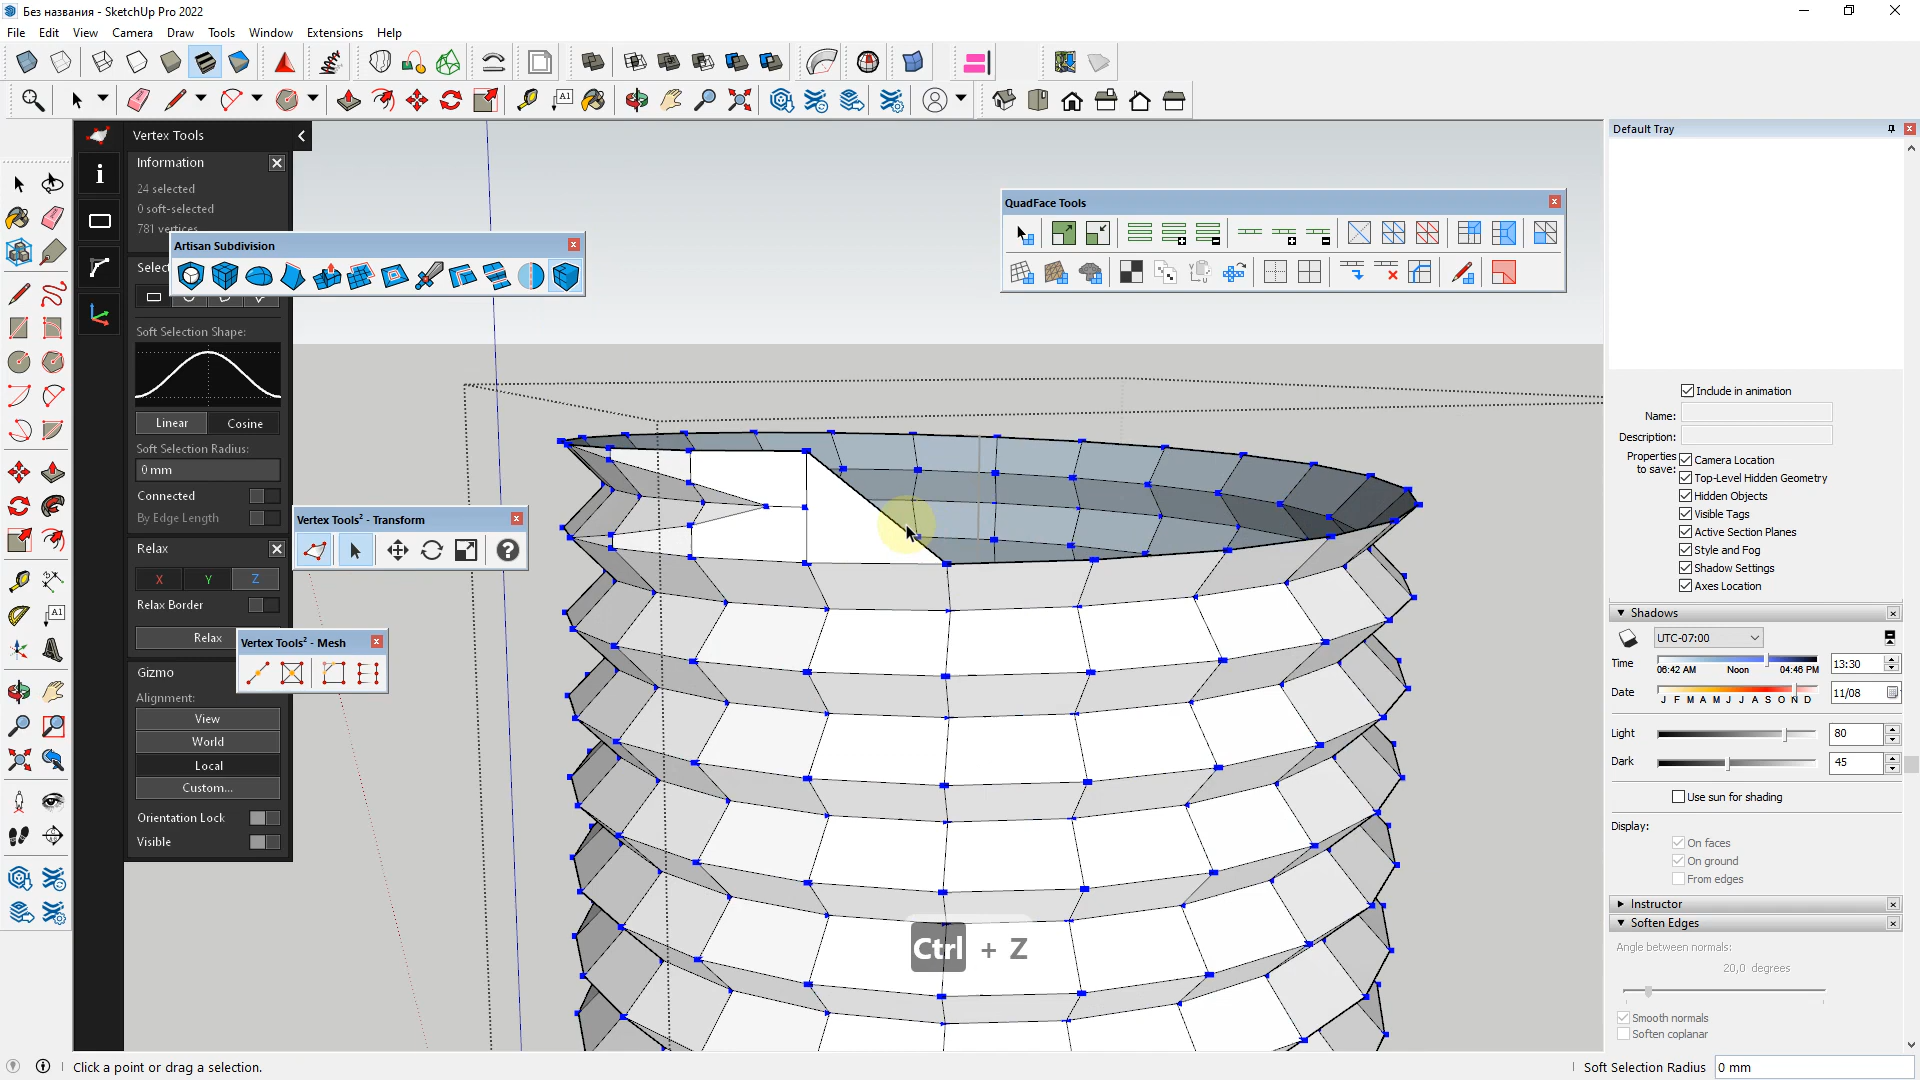 Без названия - SketchUp Pro 2022
File Edit View Camera Draw Tools Window Extensions Help
Vertex Tools
Information
24 selected
0 soft-selected
781 vertices
Artisan Subdivision
Soft Selection Shape:
Linear Cosine
Soft Selection Radius:
0 mm
Connected
By Edge Length
Relax
X Y Z
Relax Border
Relax
Gizmo
Alignment:
View
World
Local
Custom...
Orientation Lock
Visible
Vertex Tools² - Transform
Vertex Tools² - Mesh
QuadFace Tools
A1
A1
Ctrl + Z
Default Tray
Include in animation
Name:
Description:
Properties to save:
Camera Location
Top-Level Hidden Geometry
Hidden Objects
Visible Tags
Active Section Planes
Style and Fog
Shadow Settings
Axes Location
Shadows
UTC-07:00
Time 06:42 AM Noon 04:46 PM 13:30
Date J F M A M J J A S O N D 11/08
Light 80
Dark 45
Use sun for shading
Display:
On faces
On ground
From edges
Instructor
Soften Edges
Angle between normals:
20,0 degrees
Smooth normals
Soften coplanar
Click a point or drag a selection.
Soft Selection Radius 0 mm